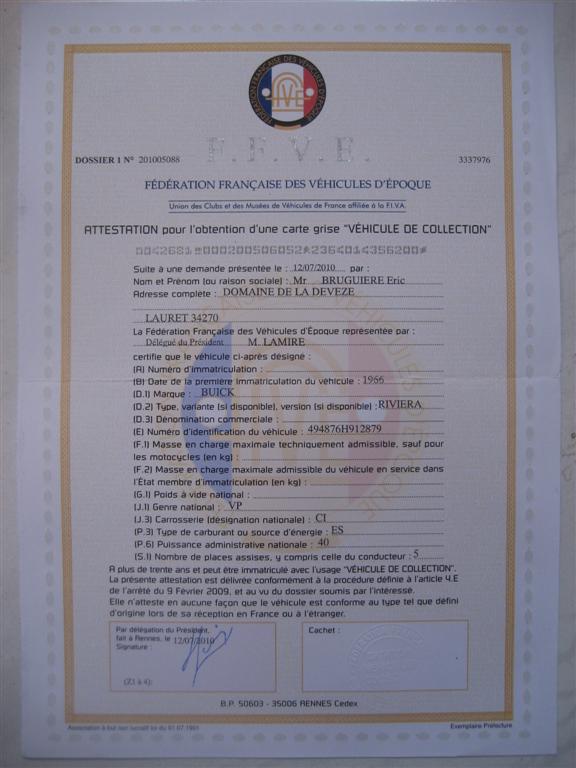 FÉDÉRATION FRANÇAISE DES VÉHICULES D'ÉPOQUE
FFVE
F.F.V.E.
DOSSIER 1 N° 201005088 3337976
FÉDÉRATION FRANÇAISE DES VÉHICULES D'ÉPOQUE
Union des Clubs et des Musées de Véhicules de France affiliée à la F.I.V.A.
ATTESTATION pour l'obtention d'une carte grise "VÉHICULE DE COLLECTION"
Suite à une demande présentée le : 12/07/2010 par :
Nom et Prénom (ou raison sociale) : Mr BRUGUIERE Eric
Adresse complète : DOMAINE DE LA DEVEZE
LAURET 34270
La Fédération Française des Véhicules d'Époque représentée par :
Délégué du Président M. LAMIRE
certifie que le véhicule ci-après désigné :
(A) Numéro d'immatriculation :
(B) Date de la première immatriculation du véhicule : 1966
(D.1) Marque : BUICK
(D.2) Type, variante (si disponible), version (si disponible) : RIVIERA
(D.3) Dénomination commerciale :
(E) Numéro d'identification du véhicule : 494876H912879
(F.1) Masse en charge maximale techniquement admissible, sauf pour
les motocycles (en kg) :
(F.2) Masse en charge maximale admissible du véhicule en service dans
l'État membre d'immatriculation (en kg) :
(G.1) Poids à vide national :
(J.1) Genre national : VP
(J.3) Carrosserie (désignation nationale) : CI
(P.3) Type de carburant ou source d'énergie : ES
(P.6) Puissance administrative nationale : 40
(S.1) Nombre de places assises, y compris celle du conducteur : 5
A plus de trente ans et peut être immatriculé avec l'usage "VÉHICULE DE COLLECTION".
La présente attestation est délivrée conformément à la procédure définie à l'article 4.E
de l'arrêté du 9 Février 2009, et au vu du dossier soumis par l'intéressé.
Elle n'atteste en aucune façon que le véhicule est conforme au type tel que défini
d'origine lors de sa réception en France ou à l'étranger.
Par délégation du Président,
fait à Rennes, le 12/07/2010
Signature :
(Z.1 à 4) :
Cachet :
B.P. 50603 - 35006 RENNES Cedex
Association à but non lucratif loi du 01.07.1901 Exemplaire Préfecture